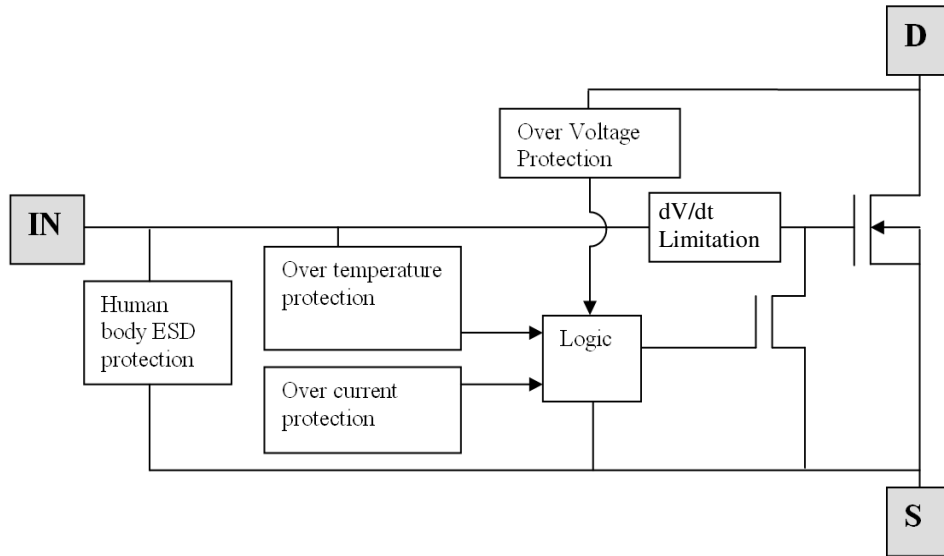 D
Over Voltage
Protection
IN
dV/dt
Limitation
Over temperature
protection
Human
body ESD
protection
Logic
Over current
protection
S